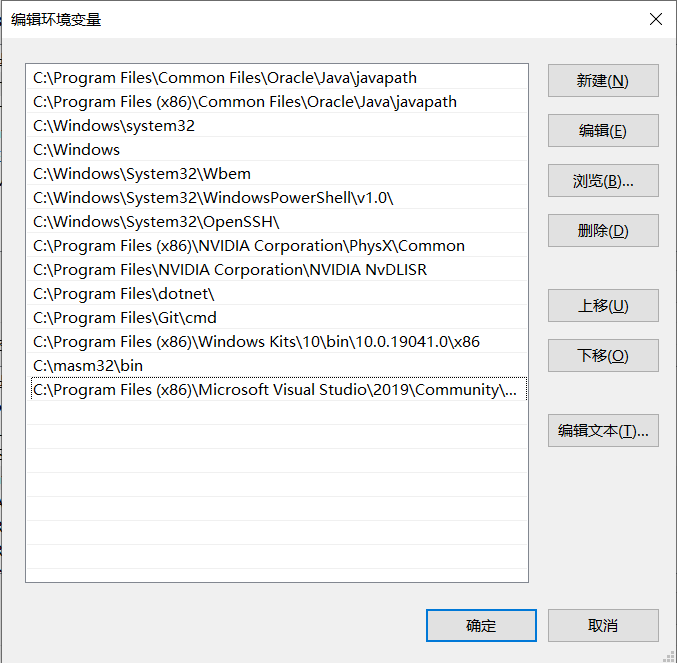 编辑环境变量
C:\Program Files\Common Files\Oracle\Java\javapath
C:\Program Files (x86)\Common Files\Oracle\Java\javapath
C:\Windows\system32
C:\Windows
C:\Windows\System32\Wbem
C:\Windows\System32\WindowsPowerShell\v1.0\
C:\Windows\System32\OpenSSH\
C:\Program Files (x86)\NVIDIA Corporation\PhysX\Common
C:\Program Files\NVIDIA Corporation\NVIDIA NvDLISR
C:\Program Files\dotnet\
C:\Program Files\Git\cmd
C:\Program Files (x86)\Windows Kits\10\bin\10.0.19041.0\x86
C:\masm32\bin
C:\Program Files (x86)\Microsoft Visual Studio\2019\Community\...
新建(N)
编辑(E)
浏览(B)...
删除(D)
上移(U)
下移(O)
编辑文本(T)...
确定
取消